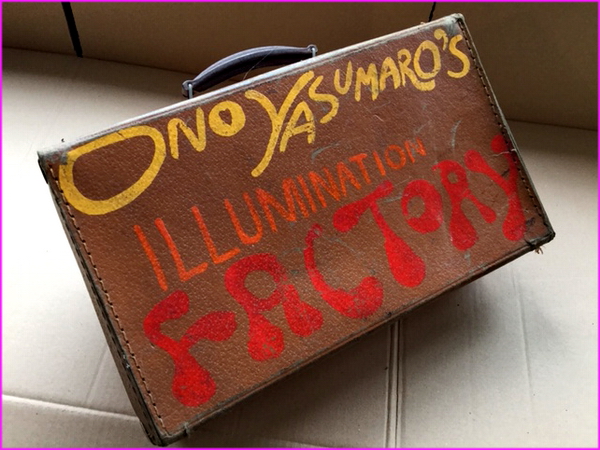 ONO YASUMARO'S
ILLUMINATION
FACTORY